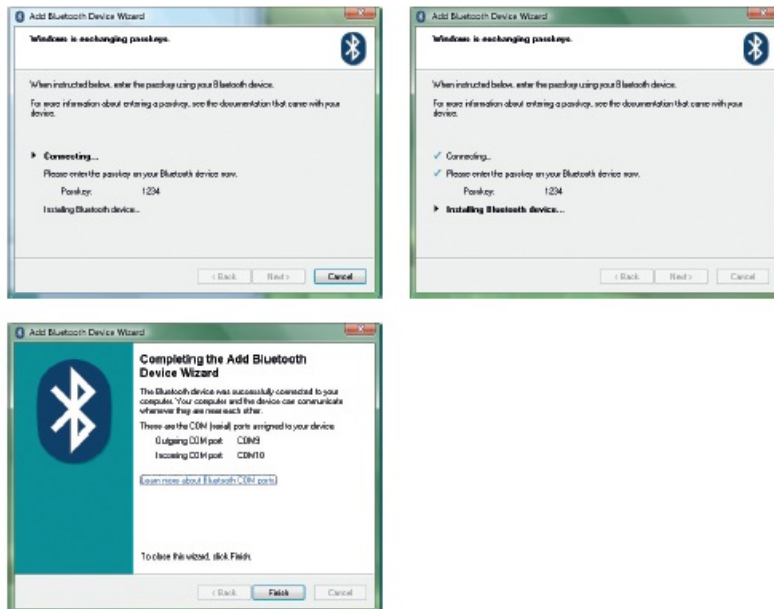 Add Bluetooth Device Wizard
Windows is exchanging passkeys.
When instructed below, enter the passkey using your Bluetooth device.
For more information about entering a passkey, see the documentation that came with your
device.
Connecting...
Please enter the passkey on your Bluetooth device now.
Passkey: 1234
Installing Bluetooth device...
< Back Next > Cancel
Add Bluetooth Device Wizard
Windows is exchanging passkeys.
When instructed below, enter the passkey using your Bluetooth device.
For more information about entering a passkey, see the documentation that came with your
device.
Connecting...
Please enter the passkey on your Bluetooth device now.
Passkey: 1234
Installing Bluetooth device...
< Back Next > Cancel
Add Bluetooth Device Wizard
Completing the Add Bluetooth
Device Wizard
The Bluetooth device was successfully connected to your
computer. Your computer and the device can communicate
whenever they are near each other.
These are the COM (serial) ports assigned to your device:
Outgoing COM port COM9
Incoming COM port COM10
Learn more about Bluetooth COM ports.
To close this wizard, click Finish.
< Back Finish Cancel